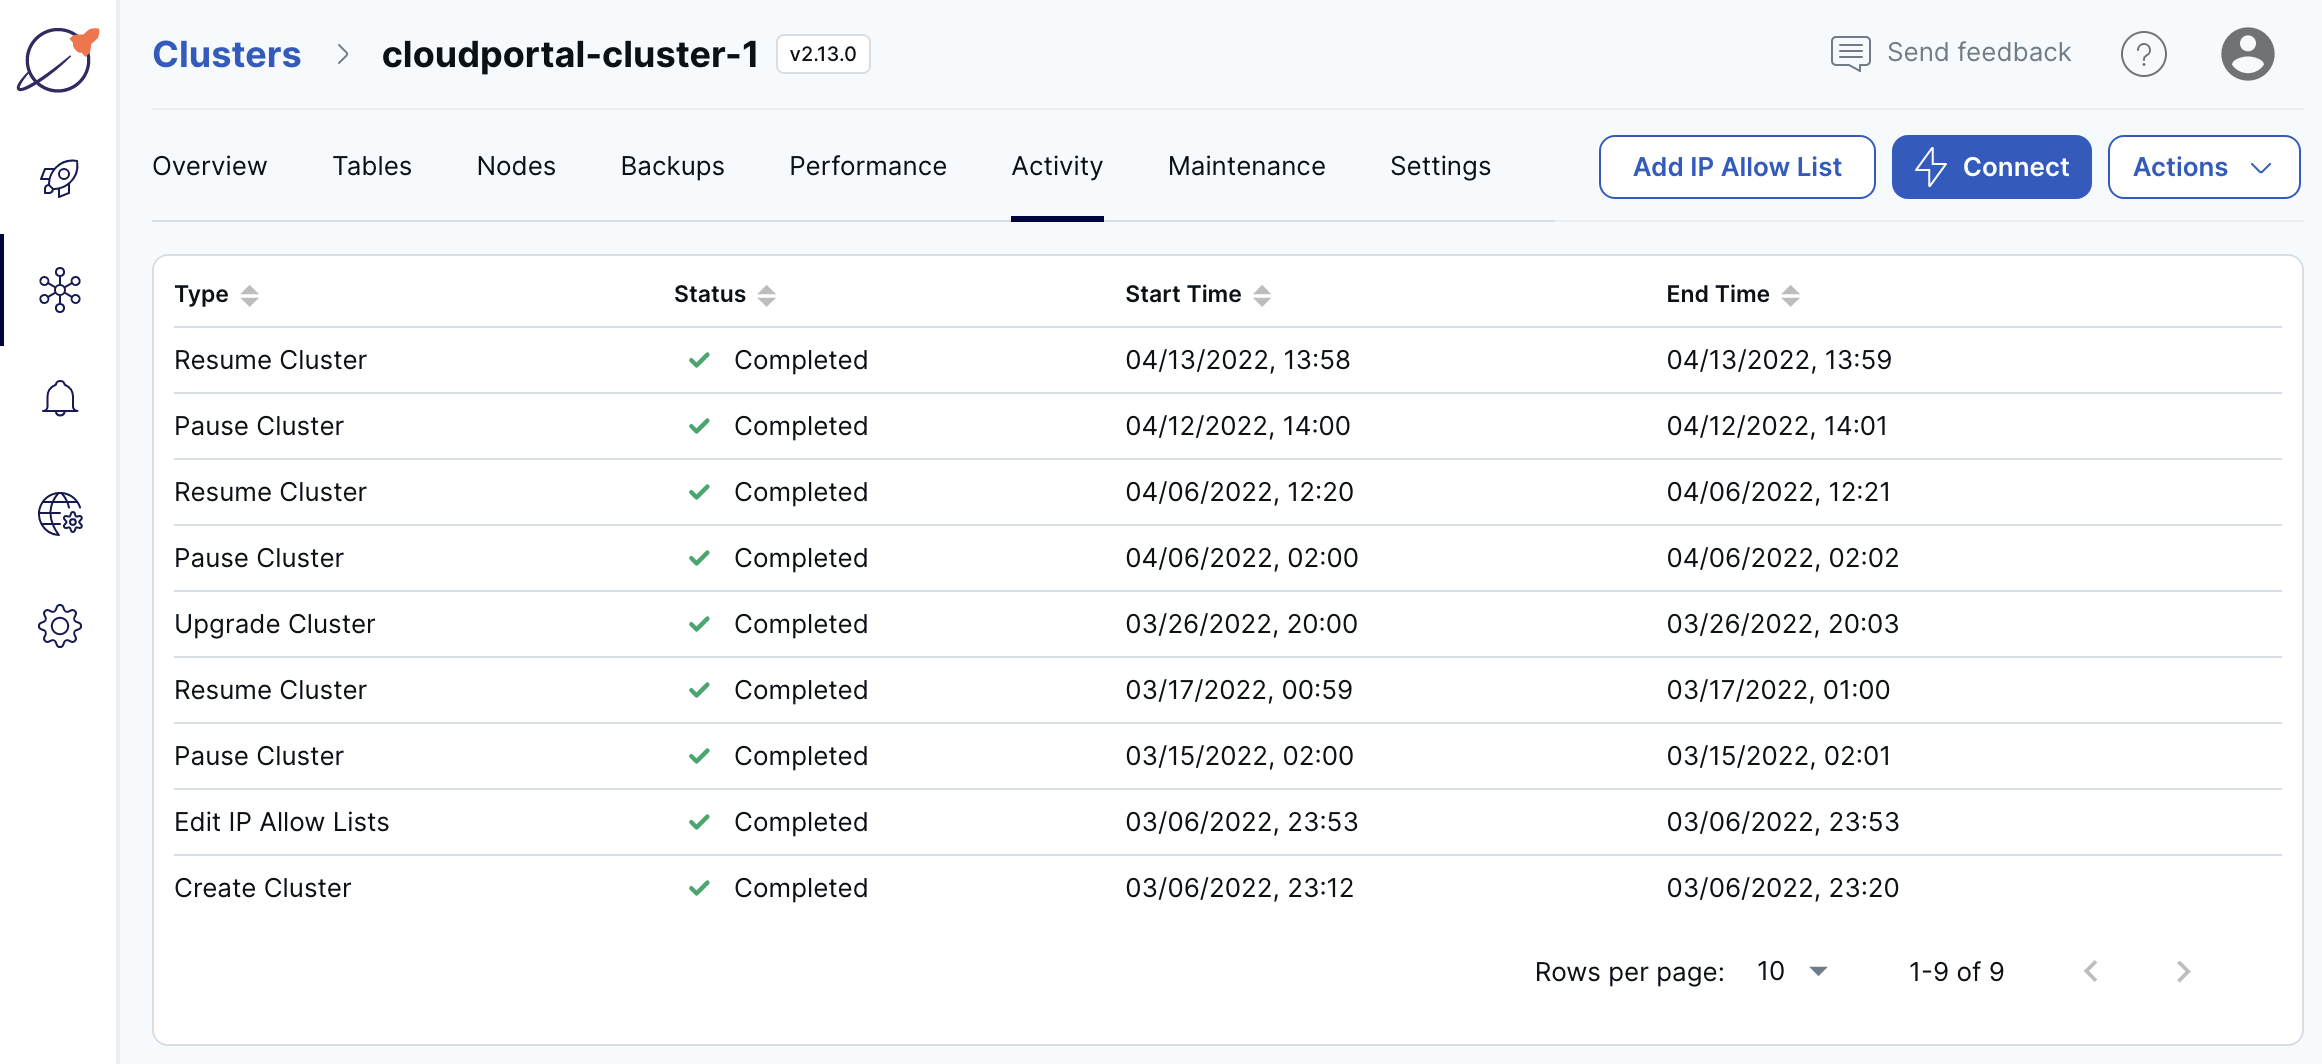 Clusters > cloudportal-cluster-1 v2.13.0 Send feedback ?
Overview Tables Nodes Backups Performance Activity Maintenance Settings Add IP Allow List Connect Actions
Type Status Start Time End Time
Resume Cluster Completed 04/13/2022, 13:58 04/13/2022, 13:59
Pause Cluster Completed 04/12/2022, 14:00 04/12/2022, 14:01
Resume Cluster Completed 04/06/2022, 12:20 04/06/2022, 12:21
Pause Cluster Completed 04/06/2022, 02:00 04/06/2022, 02:02
Upgrade Cluster Completed 03/26/2022, 20:00 03/26/2022, 20:03
Resume Cluster Completed 03/17/2022, 00:59 03/17/2022, 01:00
Pause Cluster Completed 03/15/2022, 02:00 03/15/2022, 02:01
Edit IP Allow Lists Completed 03/06/2022, 23:53 03/06/2022, 23:53
Create Cluster Completed 03/06/2022, 23:12 03/06/2022, 23:20
Rows per page: 10 1-9 of 9